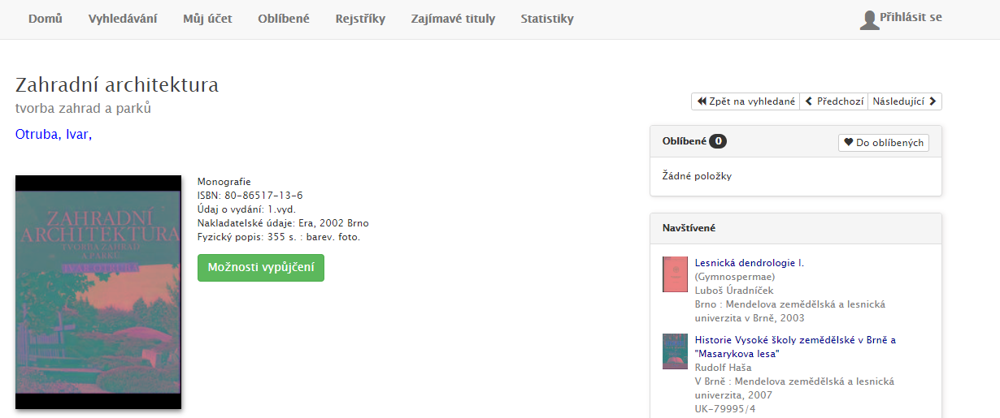 Domů Vyhledávání Můj účet Oblíbené Rejstříky Zajímavé tituly Statistiky Přihlásit se
Zahradní architektura
tvorba zahrad a parků
Otruba, Ivar,
Zpět na vyhledané Předchozí Následující
ZAHRADNÍ
ARCHITEKTURA
TVORBA ZAHRAD
A PARKŮ
Monografie
ISBN: 80-86517-13-6
Údaj o vydání: 1.vyd.
Nakladatelské údaje: Era, 2002 Brno
Fyzický popis: 355 s. : barev. foto.
Možnosti vypůjčení
Oblíbené 0 Do oblíbených
Žádné položky
Navštívené
Lesnická dendrologie I.
(Gymnospermae)
Luboš Úradníček
Brno : Mendelova zemědělská a lesnická
univerzita v Brně, 2003
Historie Vysoké školy zemědělské v Brně a
"Masarykova lesa"
Rudolf Haša
V Brně : Mendelova zemědělská a lesnická
univerzita, 2007
UK-79995/4